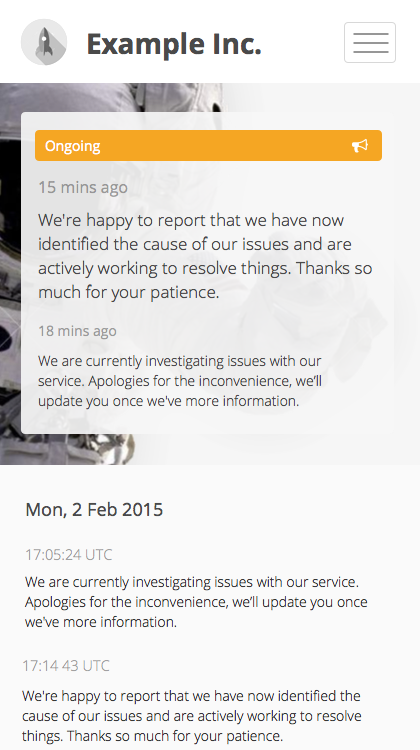 Example Inc.
Ongoing
15 mins ago
We're happy to report that we have now
identified the cause of our issues and are
actively working to resolve things. Thanks so
much for your patience.
18 mins ago
We are currently investigating issues with our
service. Apologies for the inconvenience, we'll
update you once we've more information.
Mon, 2 Feb 2015
17:05:24 UTC
We are currently investigating issues with our service.
Apologies for the inconvenience, we'll update you once
we've more information.
17:14 43 UTC
We're happy to report that we have now identified the
cause of our issues and are actively working to resolve
things. Thanks so much for your patience.